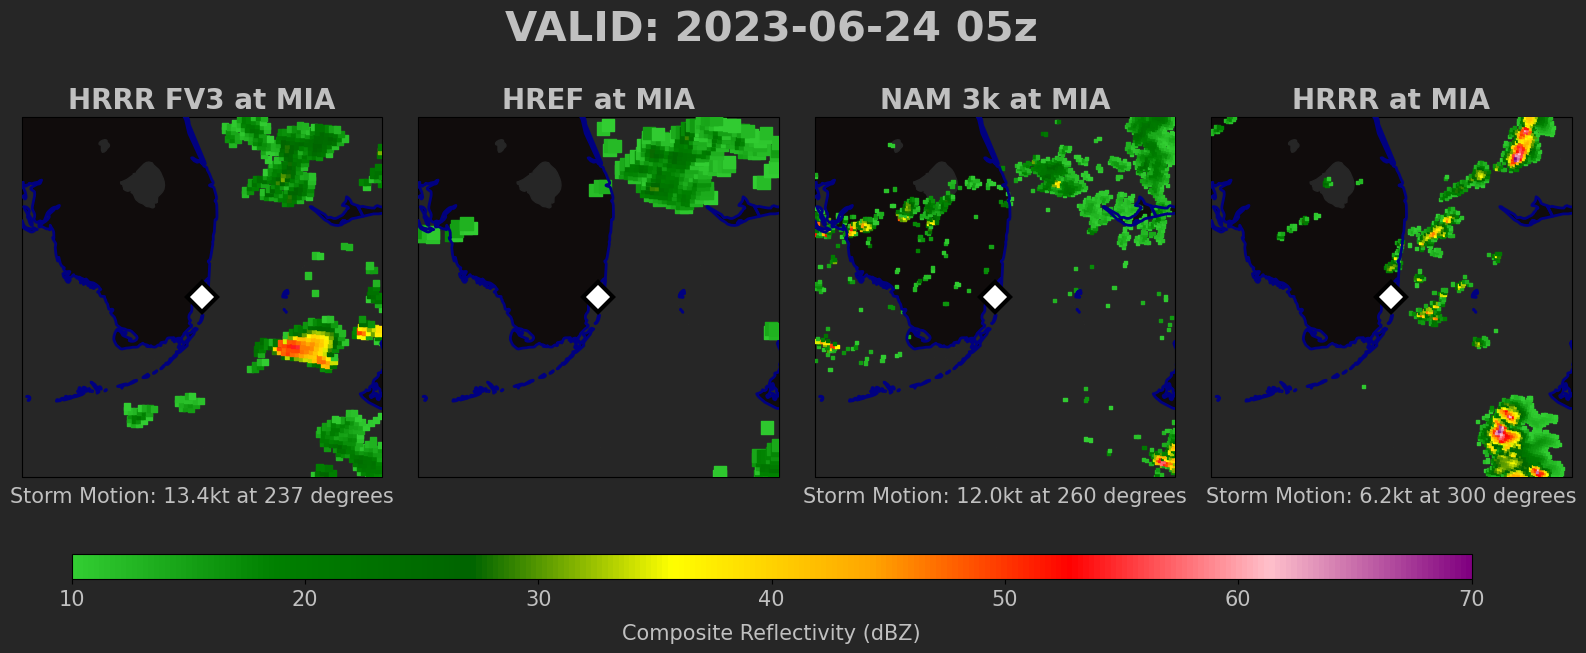 VALID: 2023-06-24 05z
HRRR FV3 at MIA
HREF at MIA
NAM 3k at MIA
HRRR at MIA
Storm Motion: 13.4kt at 237 degrees
Storm Motion: 12.0kt at 260 degrees
Storm Motion: 6.2kt at 300 degrees
10 20 30 40 50 60 70
Composite Reflectivity (dBZ)